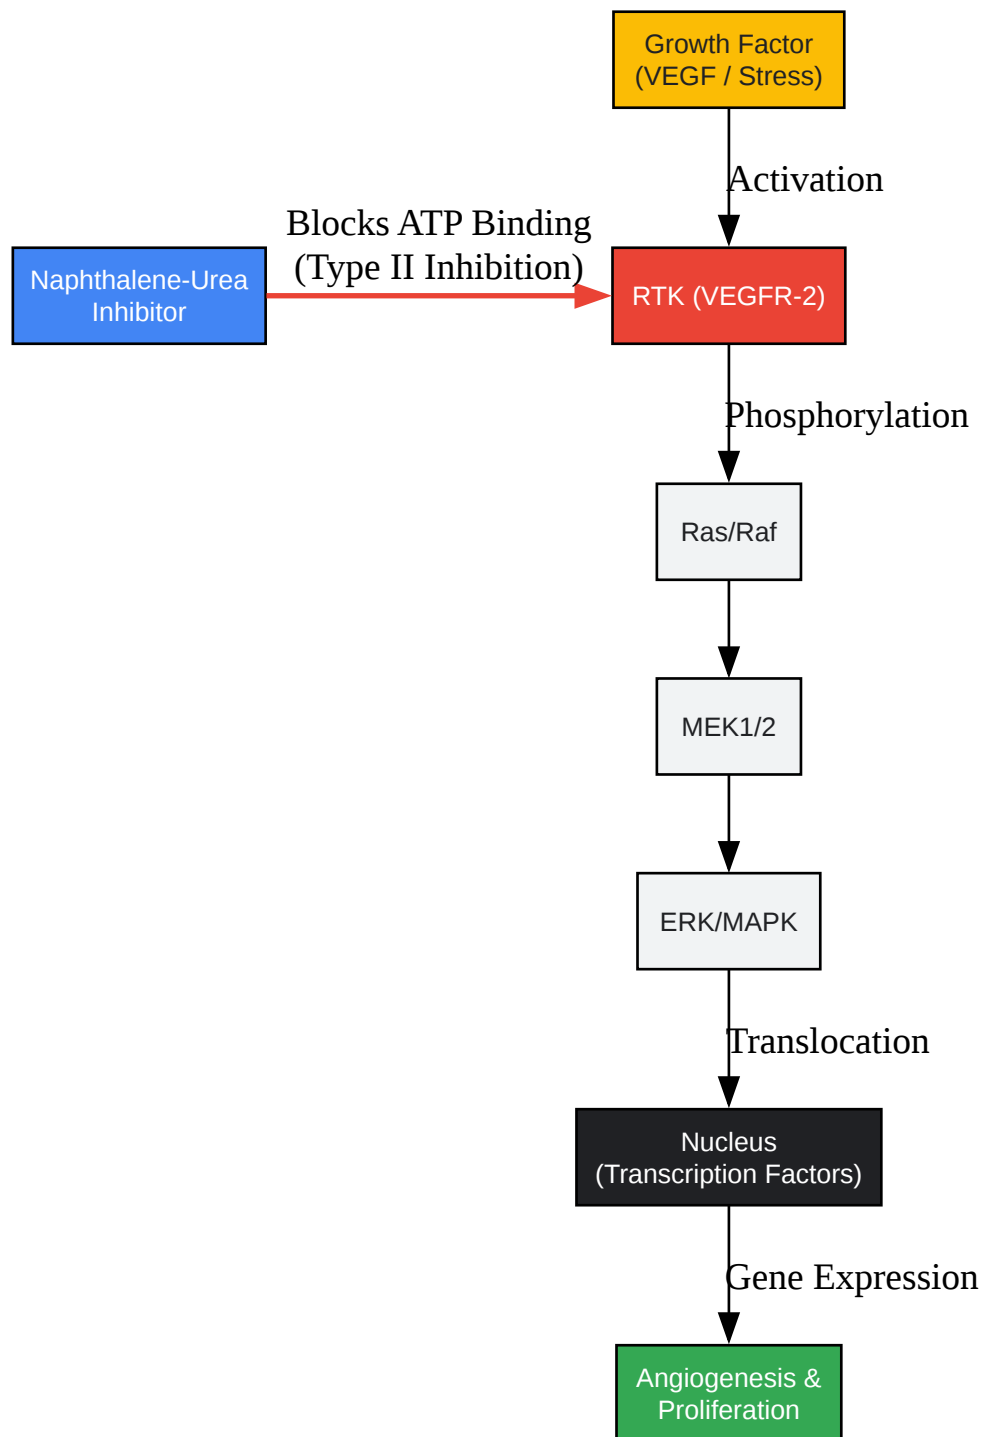 Growth Factor
(VEGF / Stress)
Activation
Blocks ATP Binding
(Type II Inhibition)
Naphthalene-Urea
Inhibitor
RTK (VEGFR-2)
Phosphorylation
Ras/Raf
MEK1/2
ERK/MAPK
Translocation
Nucleus
(Transcription Factors)
Gene Expression
Angiogenesis &
Proliferation